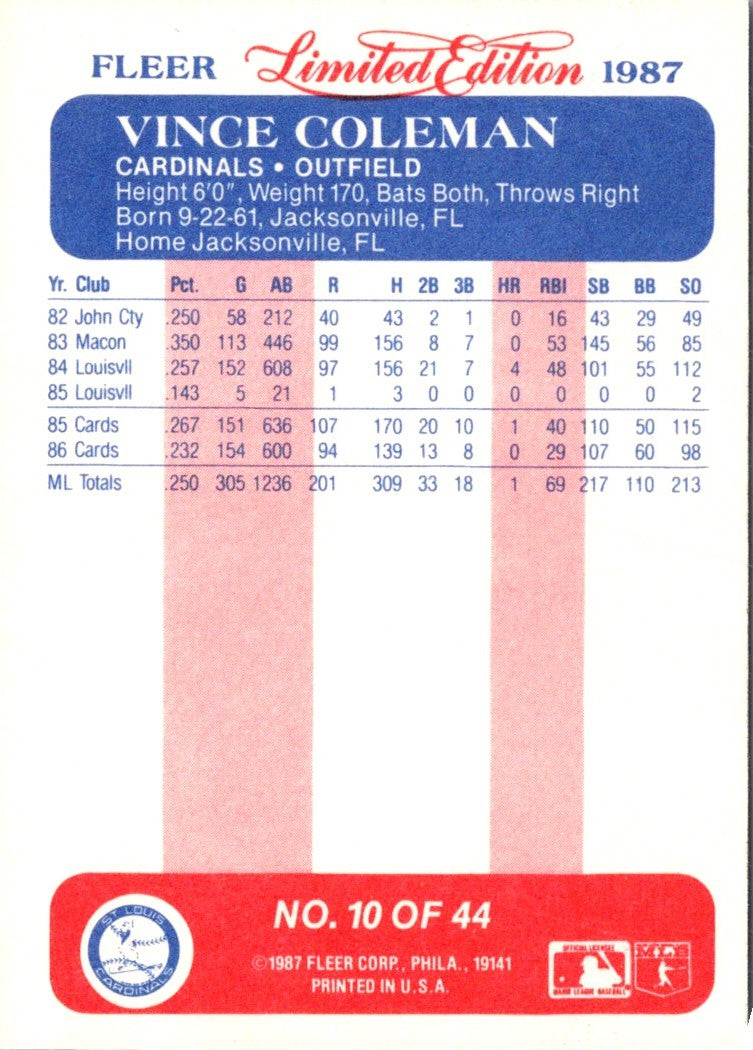 FLEER Limited Edition 1987
VINCE COLEMAN
CARDINALS • OUTFIELD
Height 6'0", Weight 170, Bats Both, Throws Right
Born 9-22-61, Jacksonville, FL
Home Jacksonville, FL
Yr. Club Pct. G AB R H 2B 3B HR RBI SB BB SO
82 John Cty .250 58 212 40 43 2 1 0 16 43 29 49
83 Macon .350 113 446 99 156 8 7 0 53 145 56 85
84 Louisvll .257 152 608 97 156 21 7 4 48 101 55 112
85 Louisvll .143 5 21 1 3 0 0 0 0 0 0 2
85 Cards .267 151 636 107 170 20 10 1 40 110 50 115
86 Cards .232 154 600 94 139 13 8 0 29 107 60 98
ML Totals .250 305 1236 201 309 33 18 1 69 217 110 213
NO. 10 OF 44
©1987 FLEER CORP., PHILA., 19141
PRINTED IN U.S.A.
ST LOUIS
CARDINALS
OFFICIAL LICENSEE
MAJOR LEAGUE BASEBALL